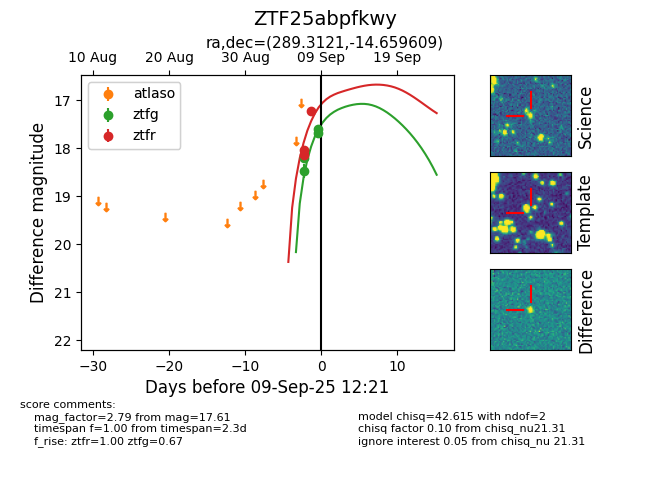 ZTF25abpfkwy
ra,dec=(289.3121,-14.659609)
10 Aug 20 Aug 30 Aug 09 Sep 19 Sep
atlaso
ztfg
ztfr
17
18
19
20
21
22
Difference magnitude
−30 −20 −10 0 10
Days before 09-Sep-25 12:21
Science
Template
Difference
score comments:
mag_factor=2.79 from mag=17.61
timespan f=1.00 from timespan=2.3d
f_rise: ztfr=1.00 ztfg=0.67
model chisq=42.615 with ndof=2
chisq factor 0.10 from chisq_nu21.31
ignore interest 0.05 from chisq_nu 21.31